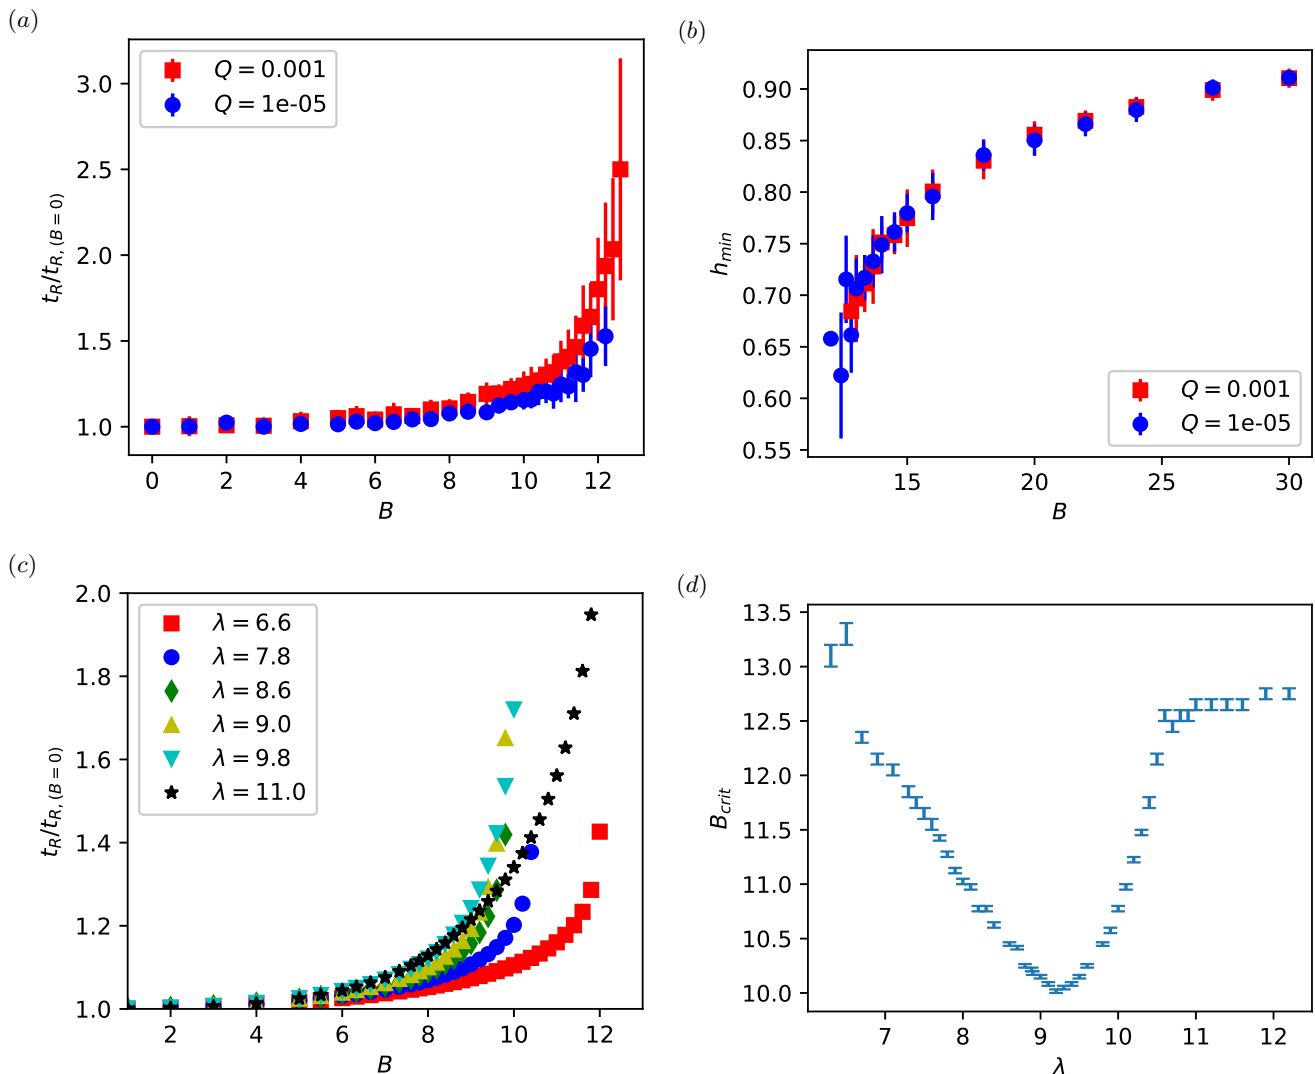 (a)
Q = 0.001
Q = 1e-05
3.0
2.5
2.0
1.5
1.0
t_R/t_{R, (B = 0)}
0 2 4 6 8 10 12
B
(b)
0.90
0.85
0.80
0.75
0.70
0.65
0.60
0.55
h_{min}
Q = 0.001
Q = 1e-05
15 20 25 30
B
(c)
λ = 6.6
λ = 7.8
λ = 8.6
λ = 9.0
λ = 9.8
λ = 11.0
2.0
1.8
1.6
1.4
1.2
1.0
t_R/t_{R, (B = 0)}
2 4 6 8 10 12
B
(d)
13.5
13.0
12.5
12.0
11.5
11.0
10.5
10.0
B_{crit}
7 8 9 10 11 12
λ